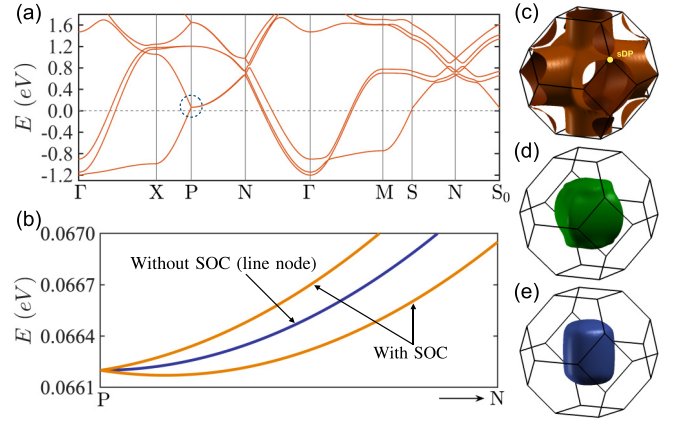 (a)
E (eV)
1.6
1.2
0.8
0.4
0.0
-0.4
-0.8
-1.2
Γ X P N Γ M S N S0
(b)
E (eV)
0.0670
0.0667
0.0664
0.0661
Without SOC (line node)
With SOC
P N
(c)
sDP
(d)
(e)